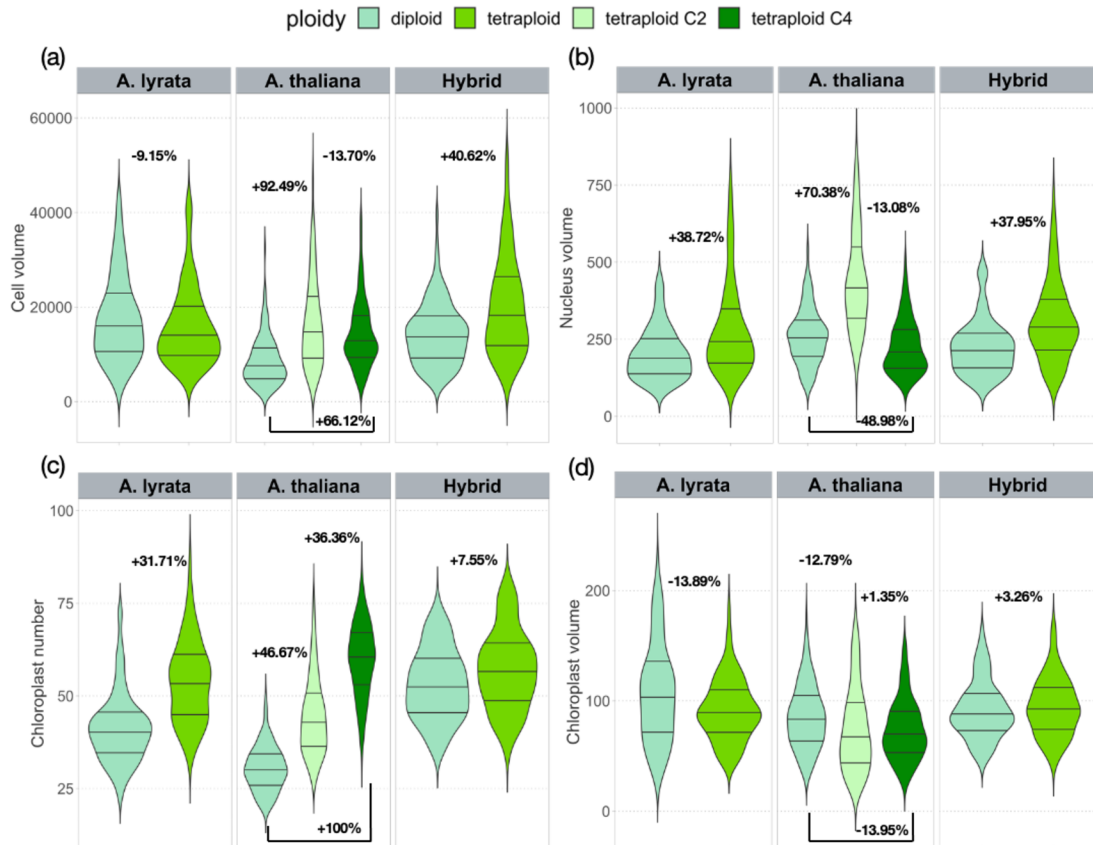 ploidy diploid tetraploid tetraploid C2 tetraploid C4
(a)
A. lyrata A. thaliana Hybrid
Cell volume
60000
40000
20000
0
-9.15%
+92.49%
-13.70%
+40.62%
+66.12%
(b)
A. lyrata A. thaliana Hybrid
Nucleus volume
1000
750
500
250
0
+38.72%
+70.38%
-13.08%
+37.95%
-48.98%
(c)
A. lyrata A. thaliana Hybrid
Chloroplast number
100
75
50
25
+31.71%
+46.67%
+36.36%
+7.55%
+100%
(d)
A. lyrata A. thaliana Hybrid
Chloroplast volume
200
100
0
-13.89%
-12.79%
+1.35%
+3.26%
-13.95%